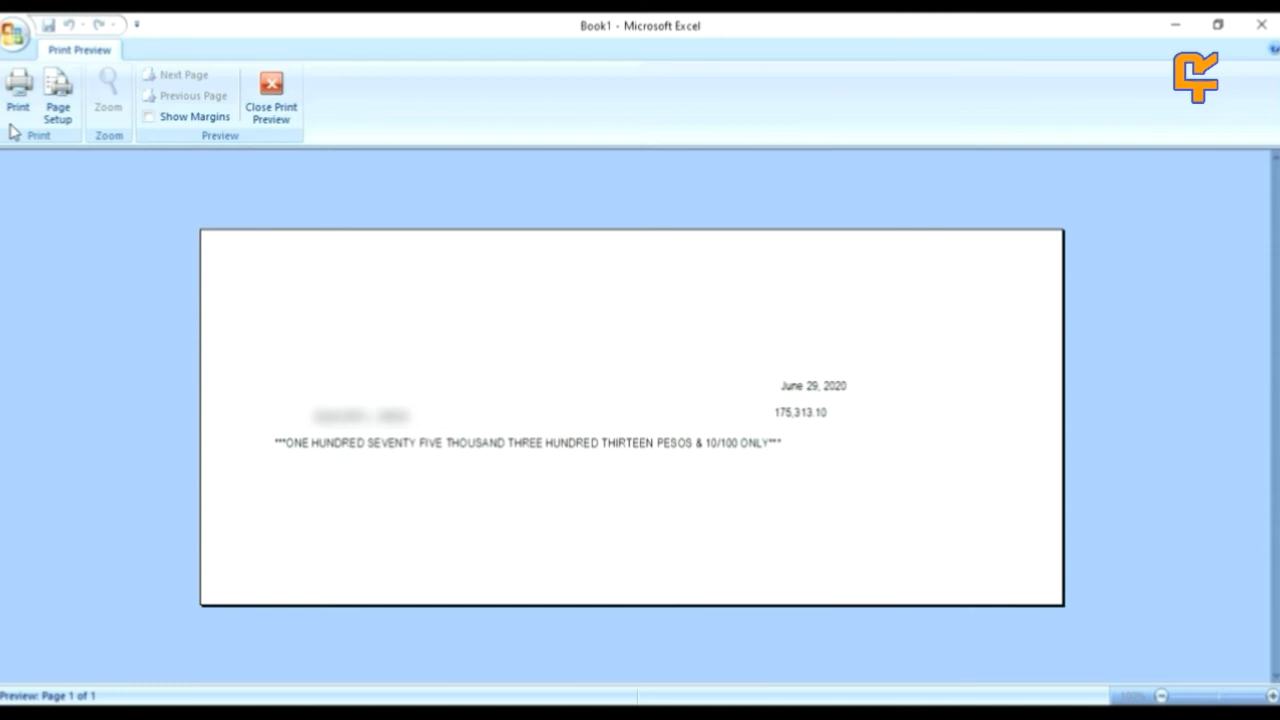 Book1 - Microsoft Excel
Print Preview
Print
Page Setup
Zoom
Next Page
Previous Page
Show Margins
Close Print Preview
Print
Zoom
Preview
June 29, 2020
175,313.10
***ONE HUNDRED SEVENTY FIVE THOUSAND THREE HUNDRED THIRTEEN PESOS & 10/100 ONLY***
Preview: Page 1 of 1
100%